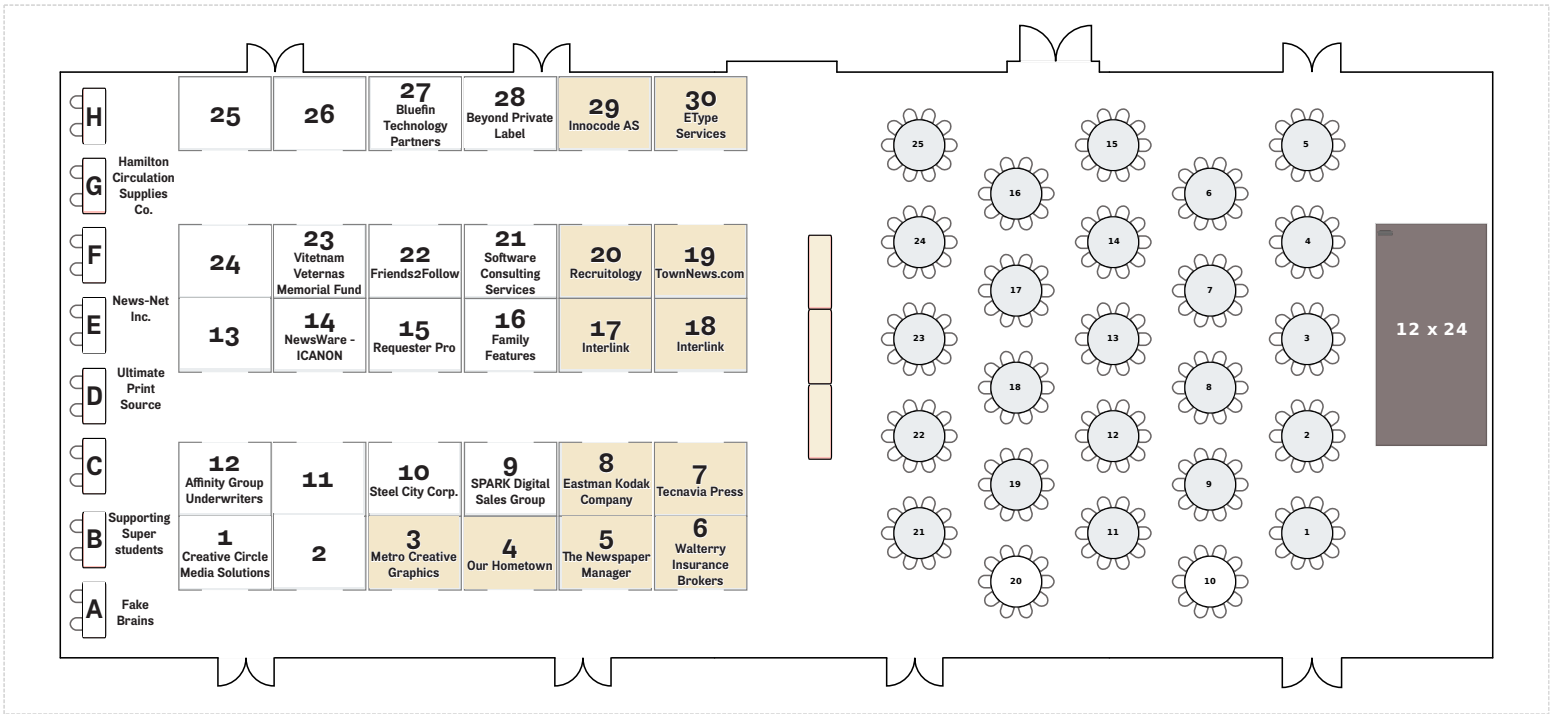 H
Hamilton
Circulation
Supplies
Co.
G
F
News-Net
Inc.
E
Ultimate
Print
Source
D
C
Supporting
Super
students
B
Fake
Brains
A
25
26
27
Bluefin
Technology
Partners
28
Beyond Private
Label
29
Innocode AS
30
EType
Services
24
23
Vitetnam
Veternas
Memorial Fund
22
Friends2Follow
21
Software
Consulting
Services
20
Recruitology
19
TownNews.com
13
14
NewsWare -
ICANON
15
Requester Pro
16
Family
Features
17
Interlink
18
Interlink
12
Affinity Group
Underwriters
11
10
Steel City Corp.
9
SPARK Digital
Sales Group
8
Eastman Kodak
Company
7
Tecnavia Press
1
Creative Circle
Media Solutions
2
3
Metro Creative
Graphics
4
Our Hometown
5
The Newspaper
Manager
6
Walterry
Insurance
Brokers
25
24
23
22
21
16
17
18
19
20
15
14
13
12
11
6
7
8
9
10
5
4
3
2
1
12 x 24